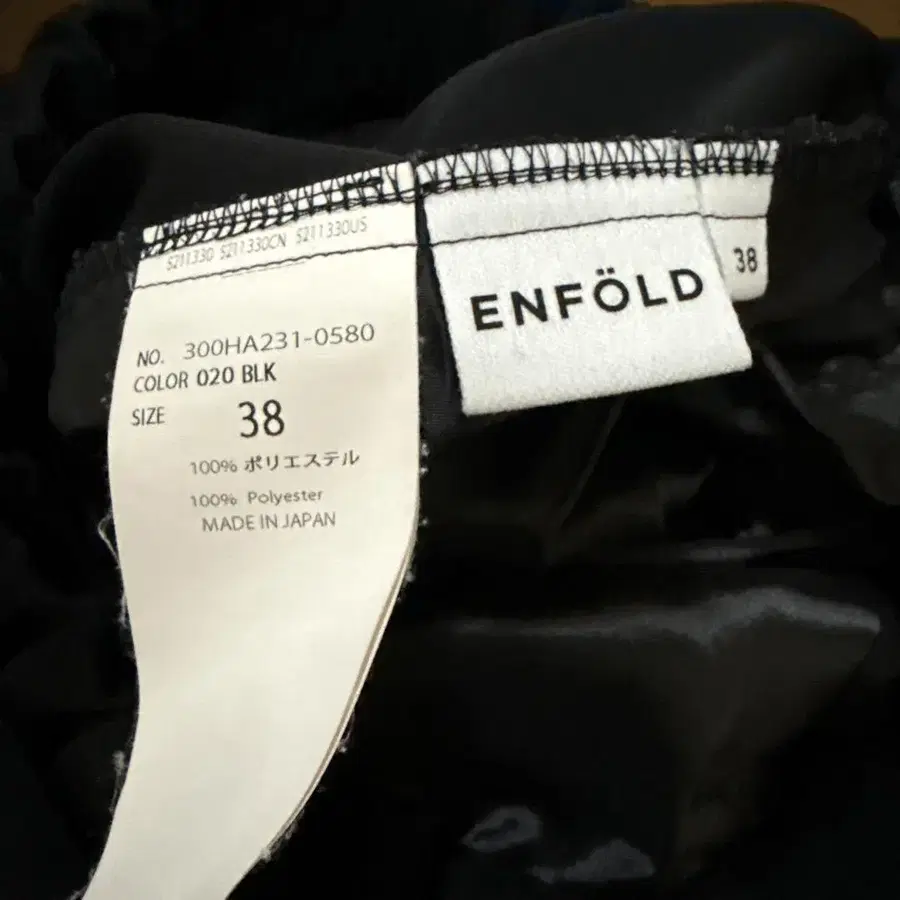 S211330 S211330CN S211330US
NO. 300HA231-0580
COLOR 020 BLK
SIZE 38
100% ポリエステル
100% Polyester
MADE IN JAPAN
ENFÖLD
38